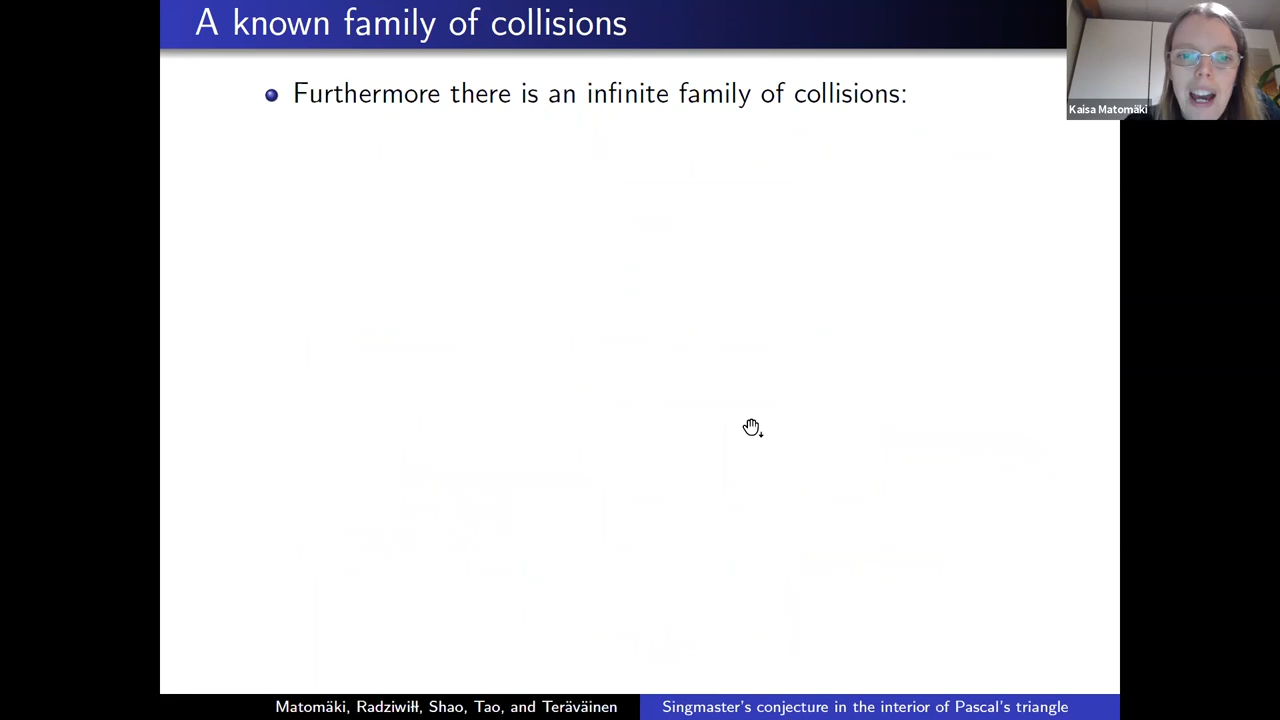 A known family of collisions
Kaisa Matomäki
Furthermore there is an infinite family of collisions:
Matomäki, Radziwiłł, Shao, Tao, and Teräväinen
Singmaster's conjecture in the interior of Pascal's triangle